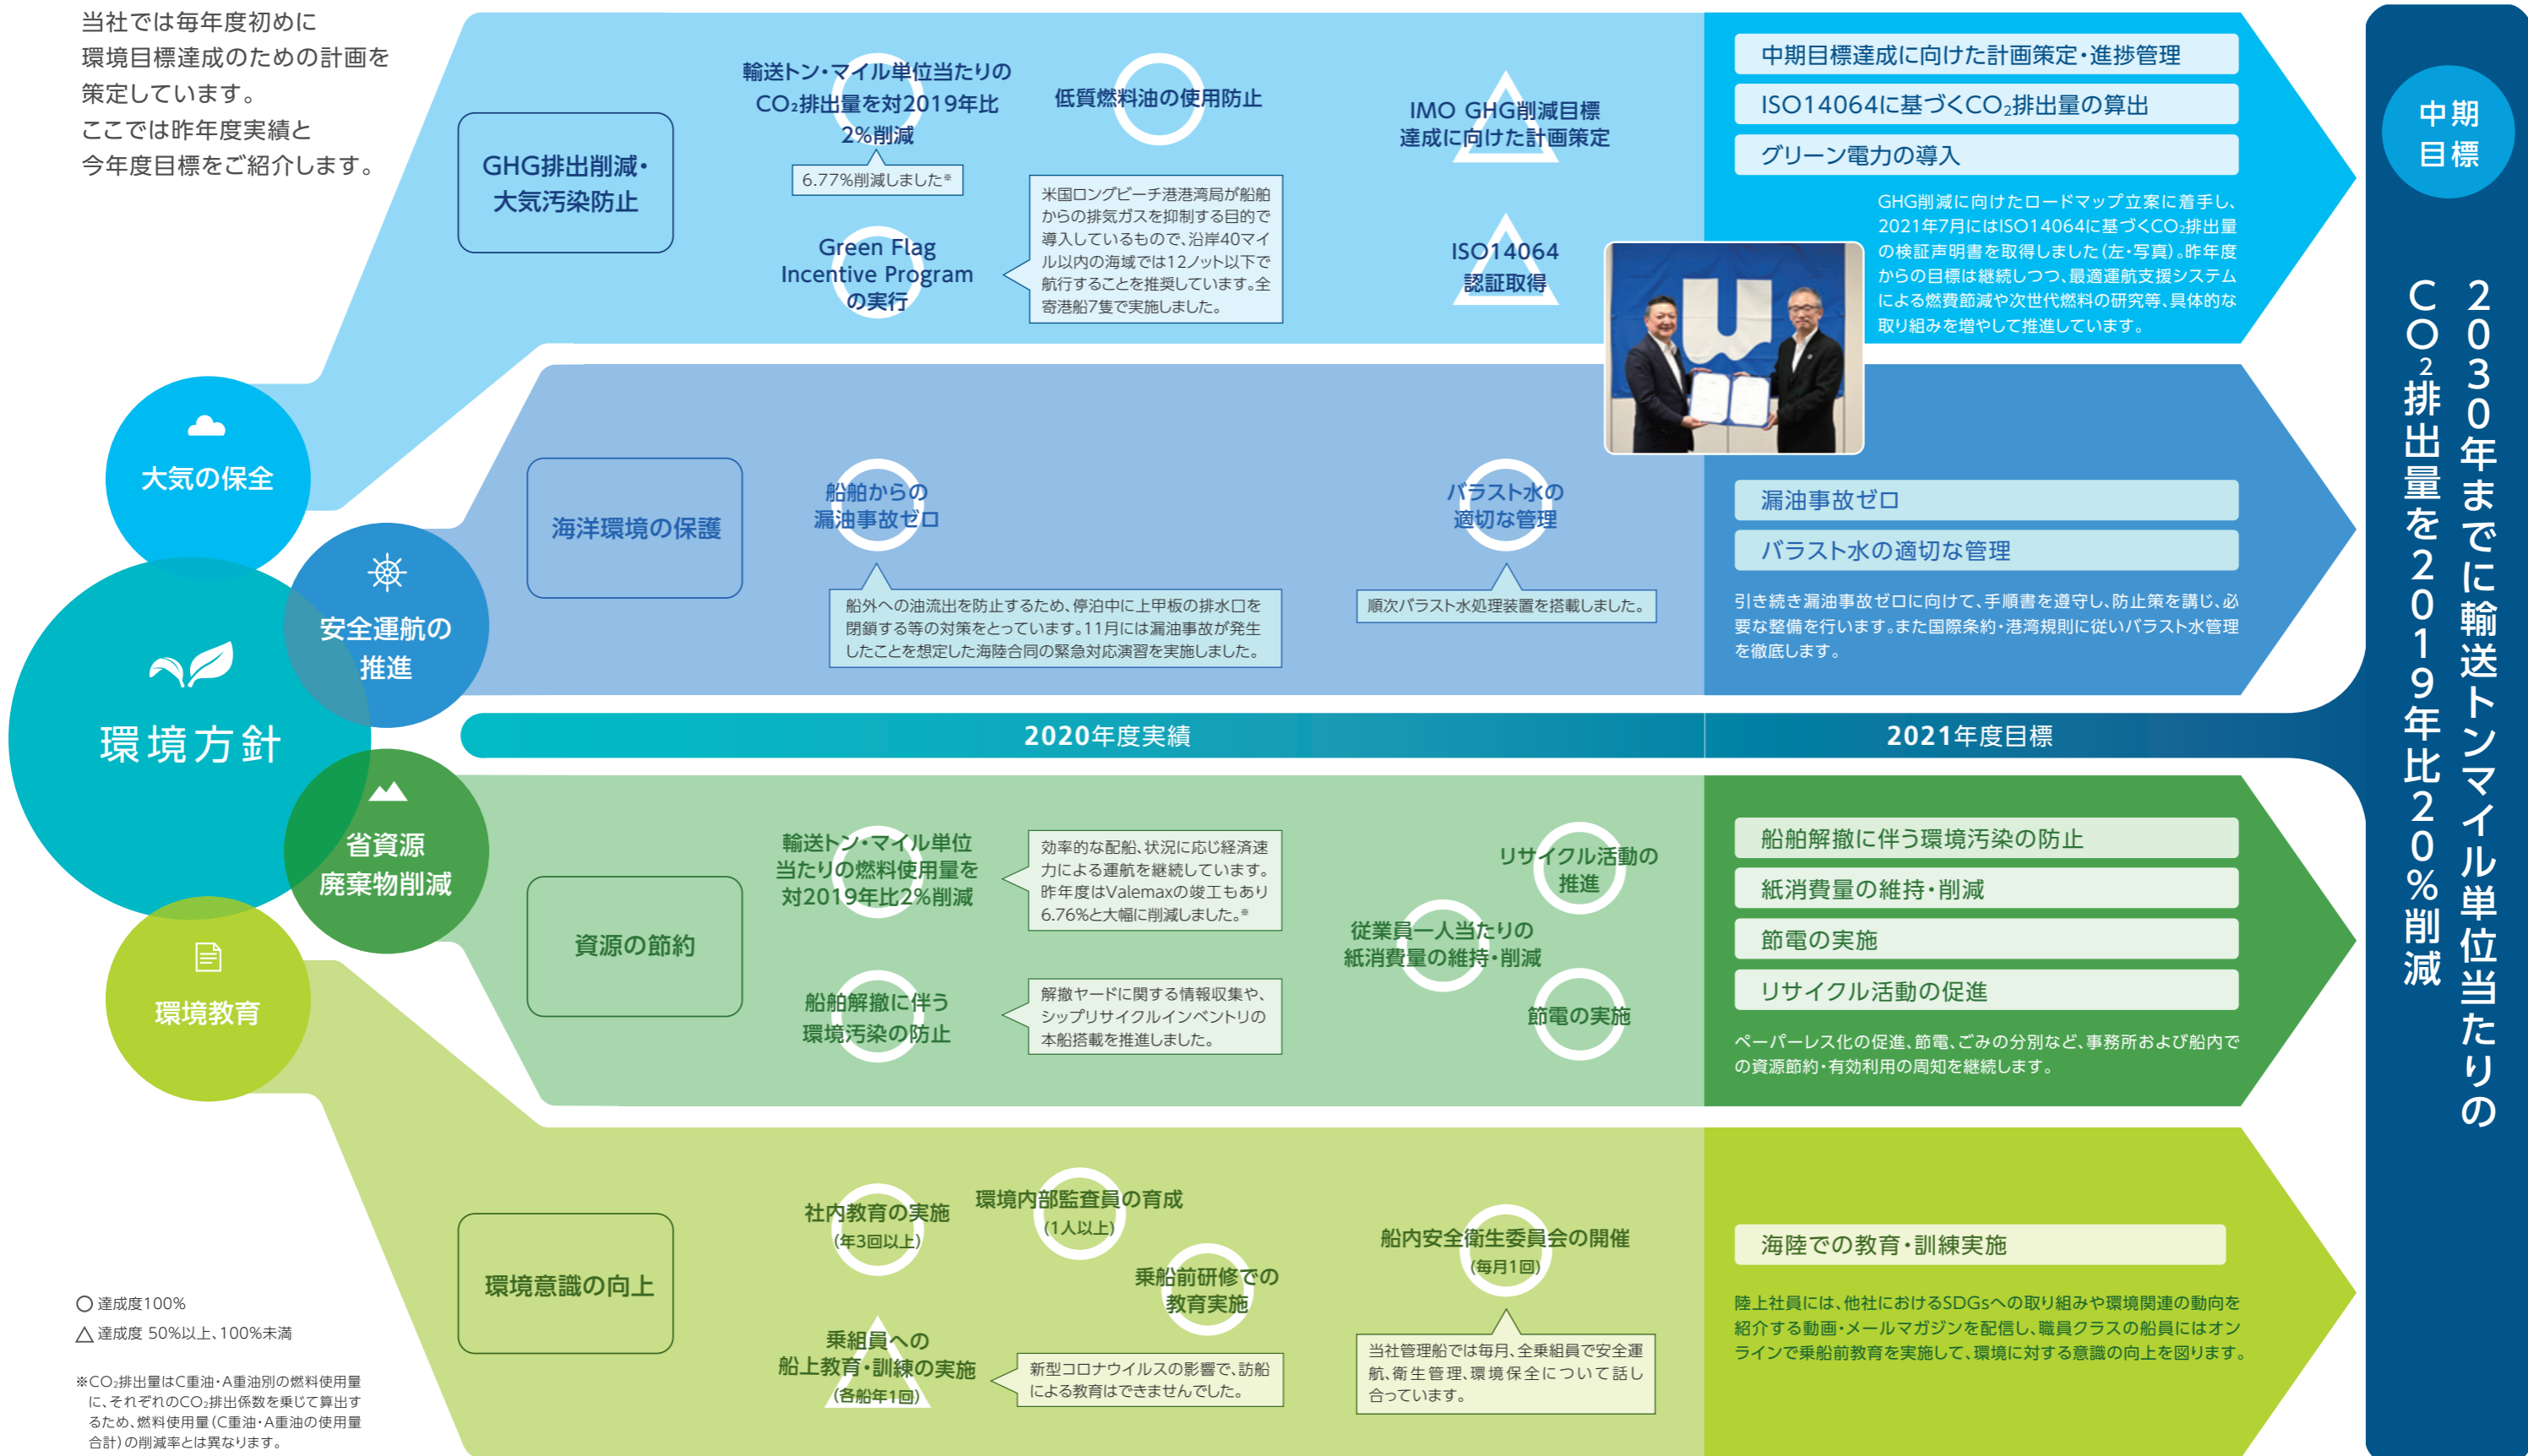 当社では毎年度初めに
環境目標達成のための計画を
策定しています。
ここでは昨年度実績と
今年度目標をご紹介します。
大気の保全
安全運航の
推進
環境方針
省資源
廃棄物削減
環境教育
○ 達成度100%
△ 達成度 50%以上、100%未満
※CO₂排出量はC重油・A重油別の燃料使用量
に、それぞれのCO₂排出係数を乗じて算出す
るため、燃料使用量(C重油・A重油の使用量
合計)の削減率とは異なります。
GHG排出削減・
大気汚染防止
輸送トン・マイル単位当たりの
CO₂排出量を対2019年比
2%削減
6.77%削減しました※
低質燃料油の使用防止
Green Flag
Incentive Program
の実行
米国ロングビーチ港港湾局が船舶
からの排気ガスを抑制する目的で
導入しているもので、沿岸40マイ
ル以内の海域では12ノット以下で
航行することを推奨しています。全
寄港船7隻で実施しました。
IMO GHG削減目標
達成に向けた計画策定
ISO14064
認証取得
中期目標達成に向けた計画策定・進捗管理
ISO14064に基づくCO₂排出量の算出
グリーン電力の導入
GHG削減に向けたロードマップ立案に着手し、
2021年7月にはISO14064に基づくCO₂排出量
の検証声明書を取得しました(左・写真)。昨年度
からの目標は継続しつつ、最適運航支援システム
による燃費節減や次世代燃料の研究等、具体的な
取り組みを増やして推進しています。
U
海洋環境の保護
船舶からの
漏油事故ゼロ
船外への油流出を防止するため、停泊中に上甲板の排水口を
閉鎖する等の対策をとっています。11月には漏油事故が発生
したことを想定した海陸合同の緊急対応演習を実施しました。
バラスト水の
適切な管理
順次バラスト水処理装置を搭載しました。
漏油事故ゼロ
バラスト水の適切な管理
引き続き漏油事故ゼロに向けて、手順書を遵守し、防止策を講じ、必
要な整備を行います。また国際条約・港湾規則に従いバラスト水管理
を徹底します。
2020年度実績
2021年度目標
資源の節約
輸送トン・マイル単位
当たりの燃料使用量を
対2019年比2%削減
効率的な配船、状況に応じ経済速
力による運航を継続しています。
昨年度はValemaxの竣工もあり
6.76%と大幅に削減しました。※
船舶解撤に伴う
環境汚染の防止
解撤ヤードに関する情報収集や、
シップリサイクルインベントリの
本船搭載を推進しました。
リサイクル活動の
推進
従業員一人当たりの
紙消費量の維持・削減
節電の実施
船舶解撤に伴う環境汚染の防止
紙消費量の維持・削減
節電の実施
リサイクル活動の促進
ペーパーレス化の促進、節電、ごみの分別など、事務所および船内で
の資源節約・有効利用の周知を継続します。
環境意識の向上
社内教育の実施
(年3回以上)
環境内部監査員の育成
(1人以上)
乗船前研修での
教育実施
乗組員への
船上教育・訓練の実施
(各船年1回)
新型コロナウイルスの影響で、訪船
による教育はできませんでした。
船内安全衛生委員会の開催
(毎月1回)
当社管理船では毎月、全乗組員で安全運
航、衛生管理、環境保全について話し
合っています。
海陸での教育・訓練実施
陸上社員には、他社におけるSDGsへの取り組みや環境関連の動向を
紹介する動画・メールマガジンを配信し、職員クラスの船員にはオン
ラインで乗船前教育を実施して、環境に対する意識の向上を図ります。
中期
目標
2030年までに輸送トンマイル単位当たりの
CO₂排出量を2019年比20%削減